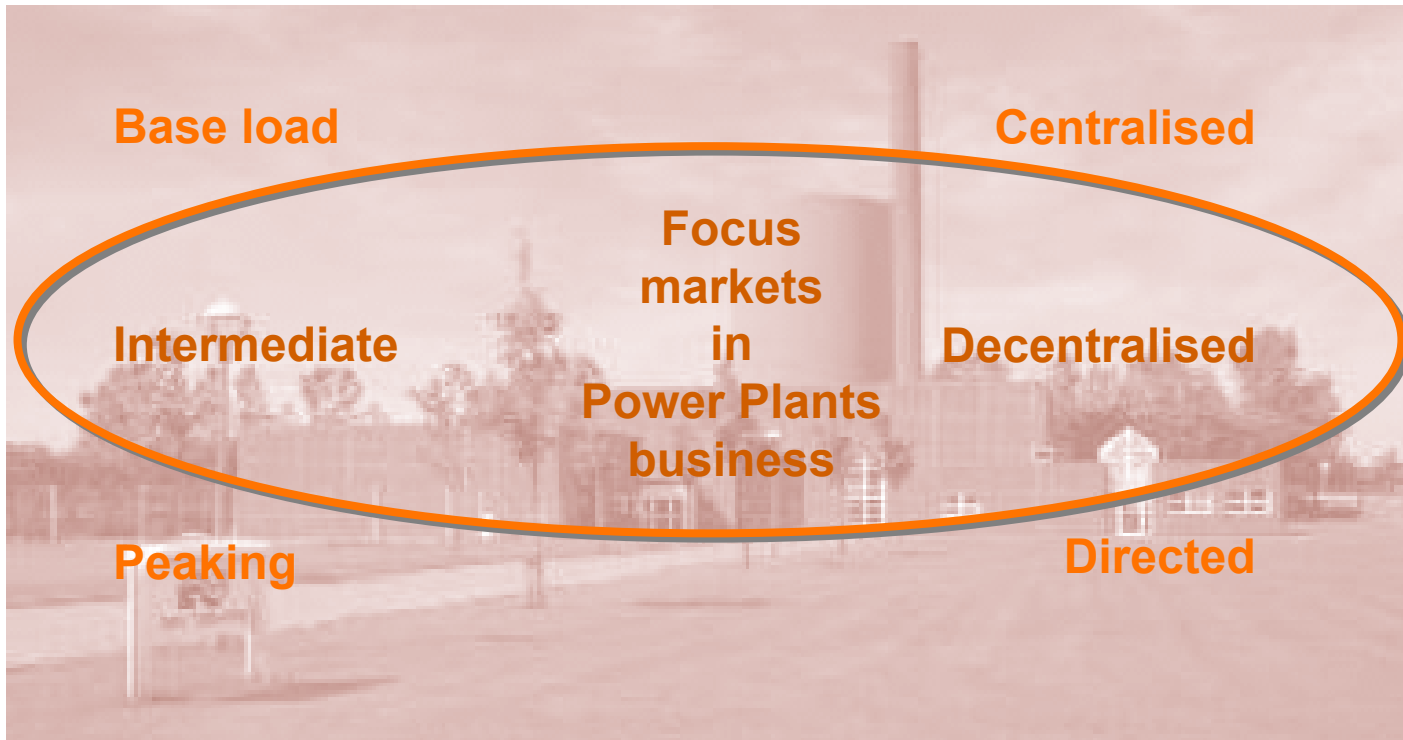 Base load
Centralised
Focus
markets
in
Power Plants
business
Intermediate
Decentralised
Peaking
Directed